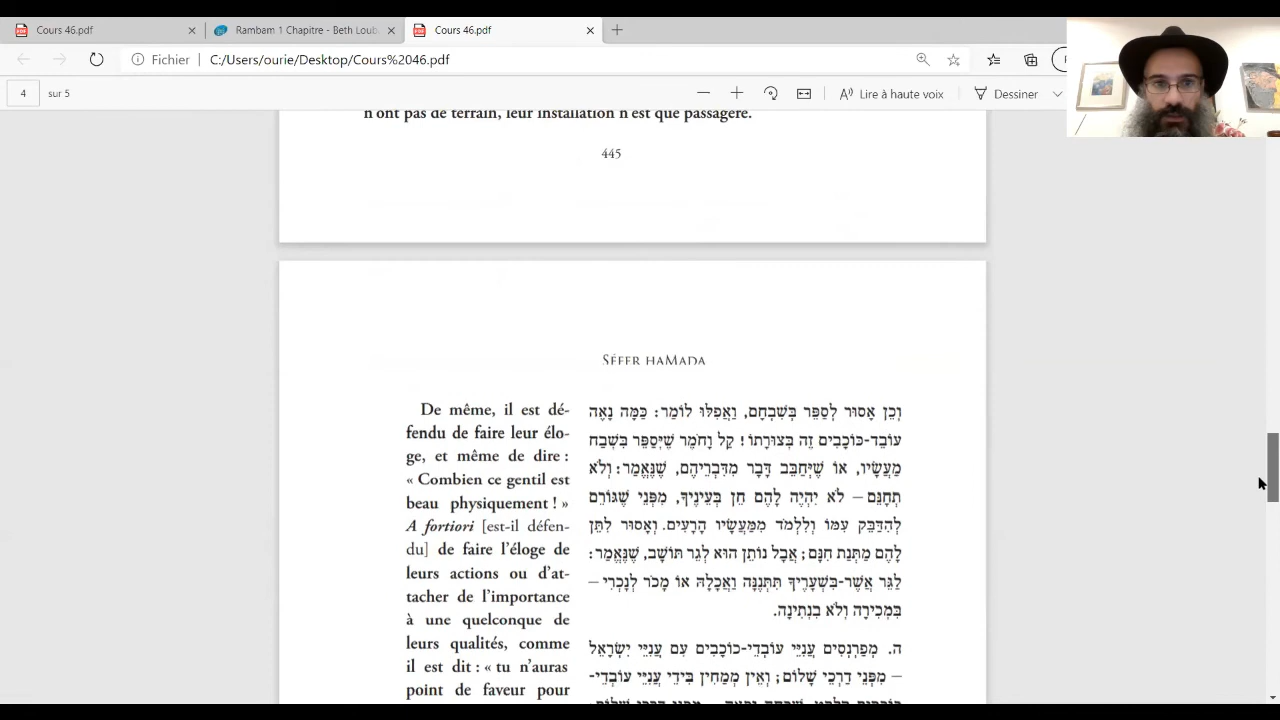 Cours 46.pdf
Rambam 1 Chapitre - Beth Loub
Cours 46.pdf
Fichier
C:/Users/ourie/Desktop/Cours%2046.pdf
4 sur 5
Lire à haute voix
Dessiner
n'ont pas de terrain, leur installation n'est que passagère.
445
Séfer haMada
De même, il est dé-
fendu de faire leur élo-
ge, et même de dire :
« Combien ce gentil est
beau physiquement ! »
A fortiori [est-il défen-
du] de faire l'éloge de
leurs actions ou d'at-
tacher de l'importance
à une quelconque de
leurs qualités, comme
il est dit : « tu n'auras
point de faveur pour
וְכֵן אָסוּר לְסַפֵּר בְּשִׁבְחָם, וַאֲפִלּוּ לוֹמַר: כַּמָּה נָאֶה
עוֹבֵד-כּוֹכָבִים זֶה בְּצוּרָתוֹ! קַל וָחֹמֶר שֶׁיְּסַפֵּר בְּשֶׁבַח
מַעֲשָׂיו, אוֹ שֶׁיְּחַבֵּב דָּבָר מִדִּבְרֵיהֶם, שֶׁנֶּאֱמַר: וְלֹא
תְחָנֵּם – לֹא יִהְיֶה לָהֶם חֵן בְּעֵינֶיךָ, מִפְּנֵי שֶׁגּוֹרֵם
לְהִדַּבֵּק עִמּוֹ וְלִלְמֹד מִמַּעֲשָׂיו הָרָעִים. וְאָסוּר לִתֵּן
לָהֶם מַתְּנַת חִנָּם; אֲבָל נוֹתֵן הוּא לְגֵר תּוֹשָׁב, שֶׁנֶּאֱמַר:
לַגֵּר אֲשֶׁר-בִּשְׁעָרֶיךָ תִּתְּנֶנָּה וַאֲכָלָהּ אוֹ מָכֹר לְנָכְרִי –
בִּמְכִירָה וְלֹא בִנְתִינָה.
ה. מְפַרְנְסִים עֲנִיֵּי עוֹבְדֵי-כוֹכָבִים עִם עֲנִיֵּי יִשְׂרָאֵל
– מִפְּנֵי דַרְכֵי שָׁלוֹם; וְאֵין מְמַחִין בִּידֵי עֲנִיֵּי עוֹבְדֵי-